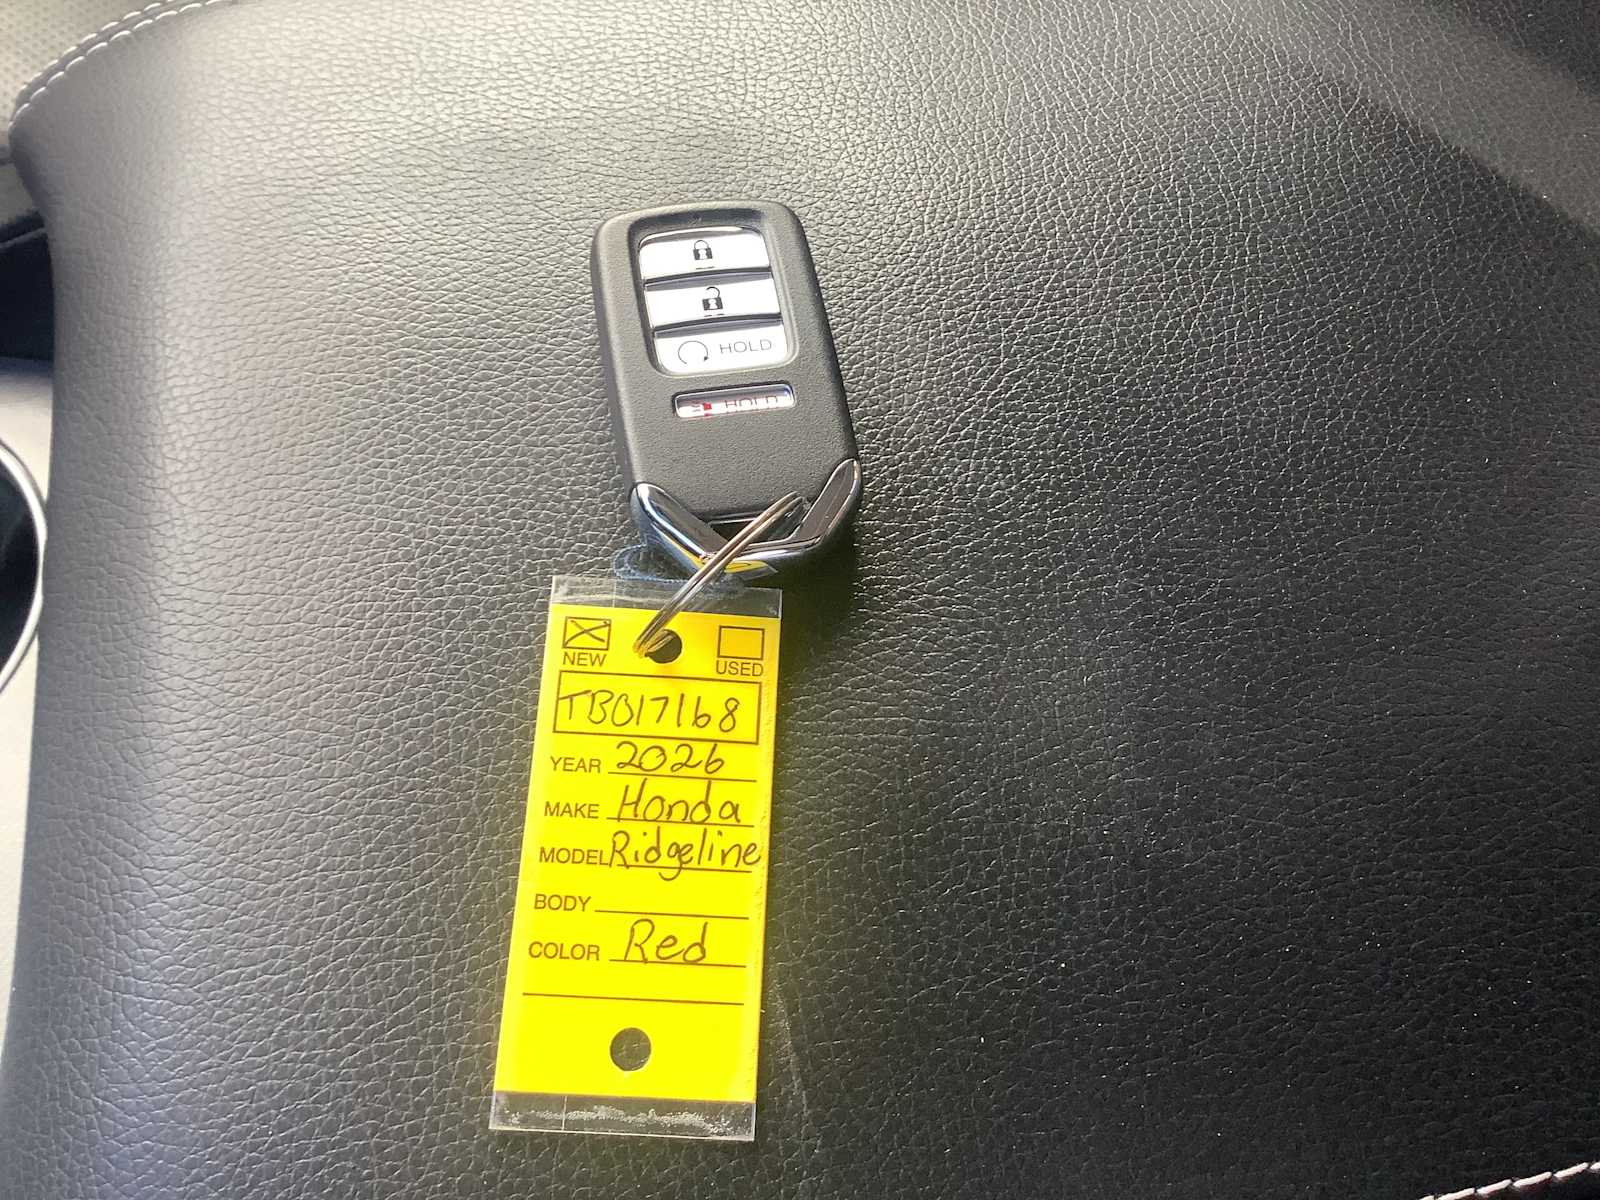 HOLD
HOLD
NEW USED
TB017168
YEAR 2026
MAKE Honda
MODEL Ridgeline
BODY
COLOR Red